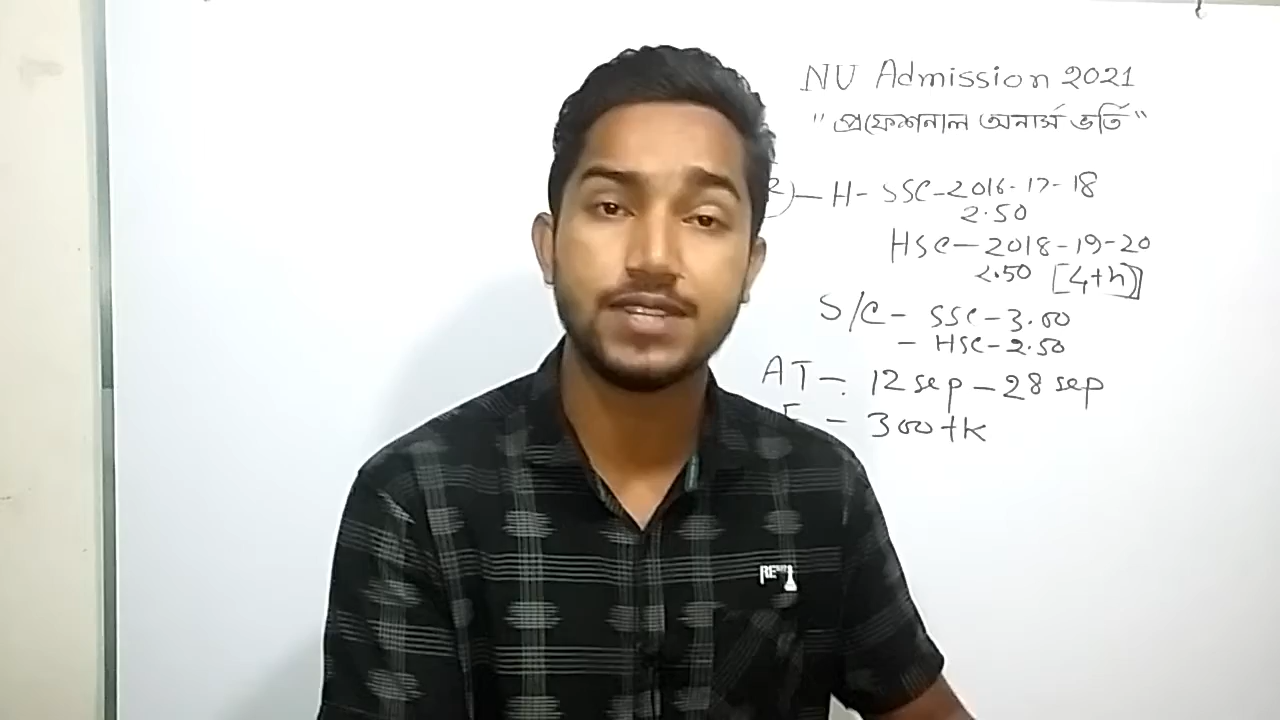 NU Admission 2021
"প্রফেশনাল অনার্স ভর্তি"
R) – H - SSC - 2016 - 17 - 18
2.50
HSC – 2018 - 19 - 20
2.50 [4th]
S/C – SSC – 3.00
– HSC – 2.50
AT – 12 sep – 28 sep
– 300 tk